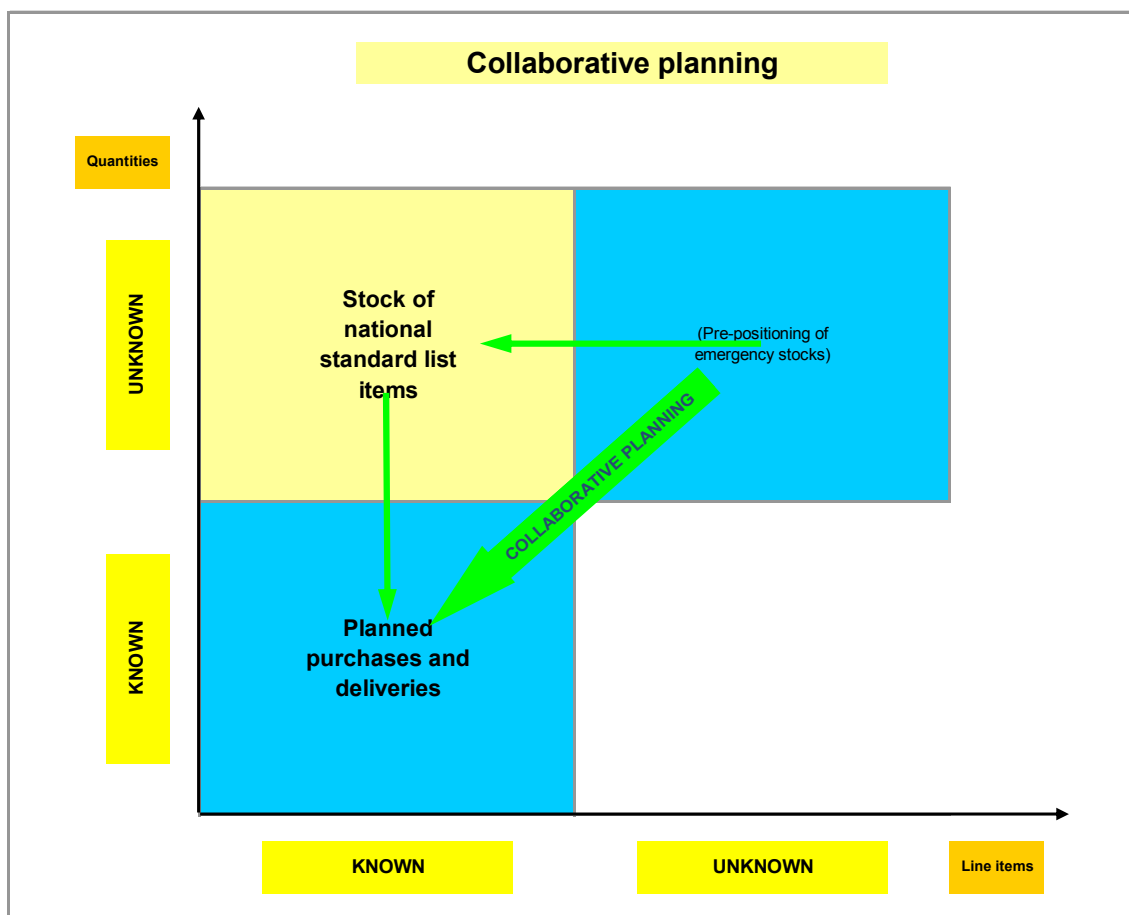 Collaborative planning
Quantities
UNKNOWN
Stock of
national
standard list
items
(Pre-positioning of
emergency stocks)
COLLABORATIVE PLANNING
KNOWN
Planned
purchases and
deliveries
KNOWN
UNKNOWN
Line items